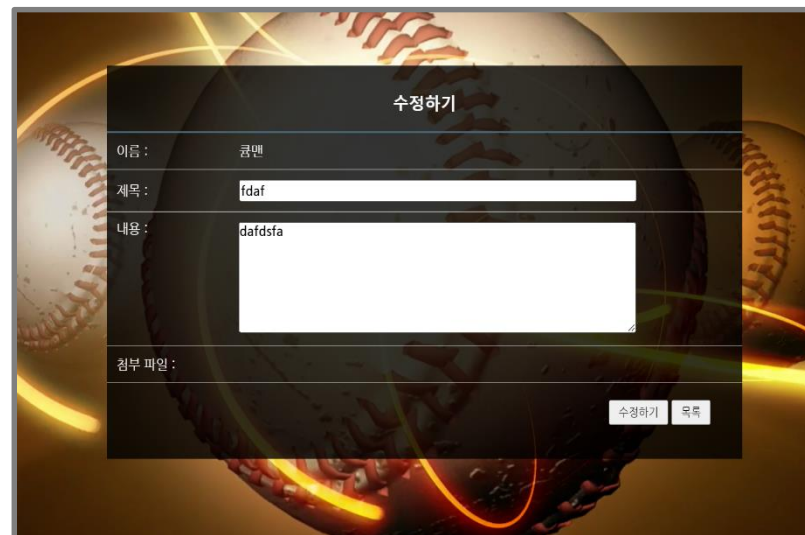 수정하기
이름 : 큠맨
제목 : fdaf
내용 : dafdsfa
첨부 파일 :
수정하기 목록